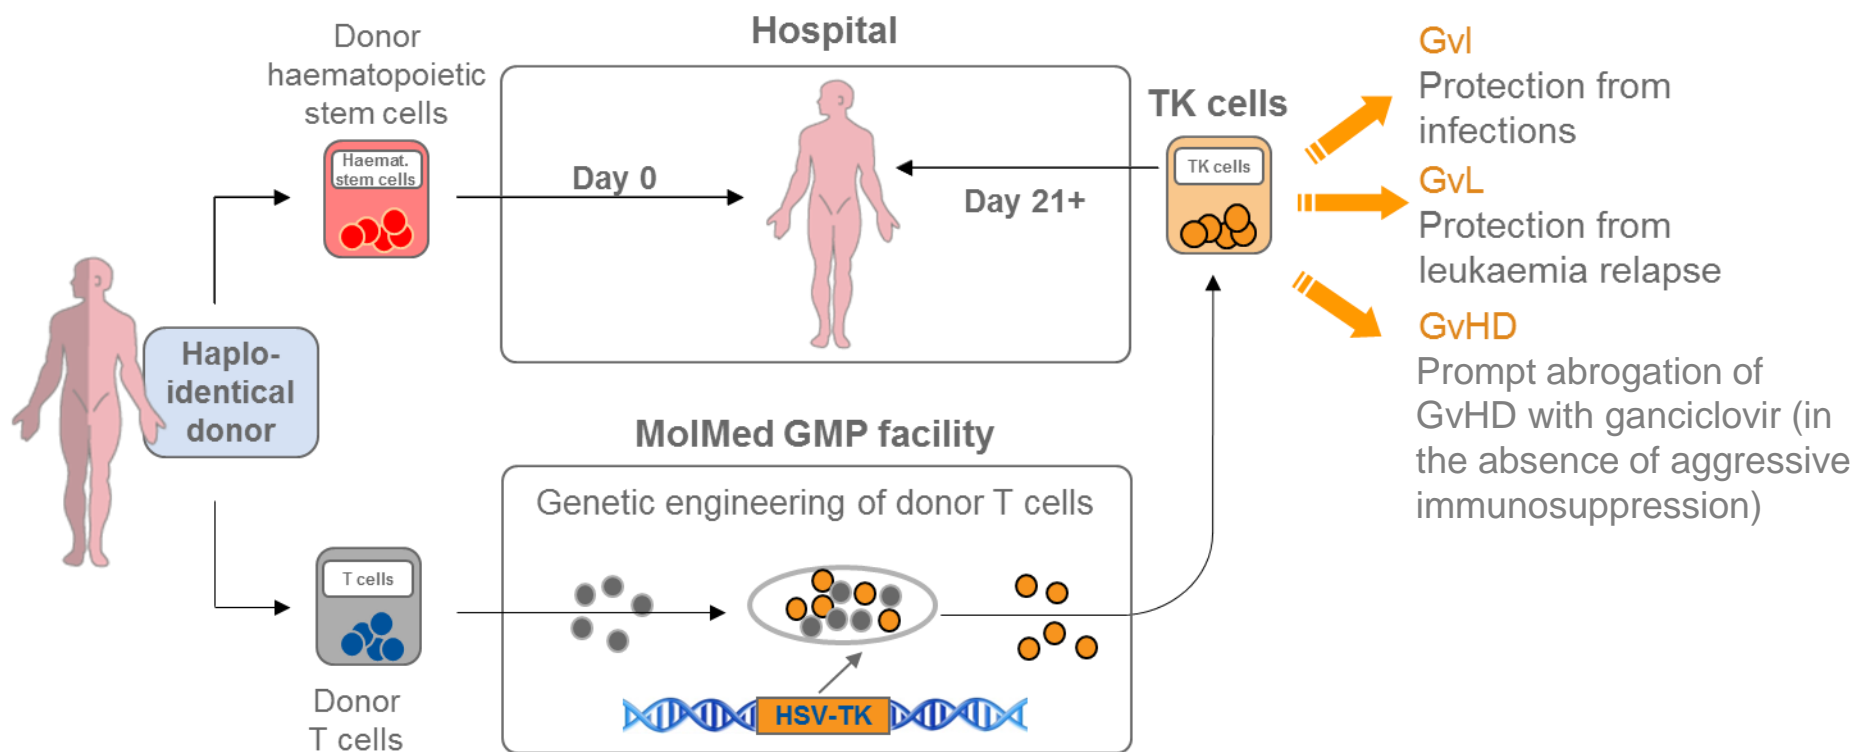 Donor
haematopoietic
stem cells
Haemat.
stem cells
Hospital
Day 0
Day 21+
TK cells
TK cells
GvI
Protection from
infections
GvL
Protection from
leukaemia relapse
GvHD
Prompt abrogation of
GvHD with ganciclovir (in
the absence of aggressive
immunosuppression)
Haplo-
identical
donor
MolMed GMP facility
Genetic engineering of donor T cells
T cells
HSV-TK
Donor
T cells